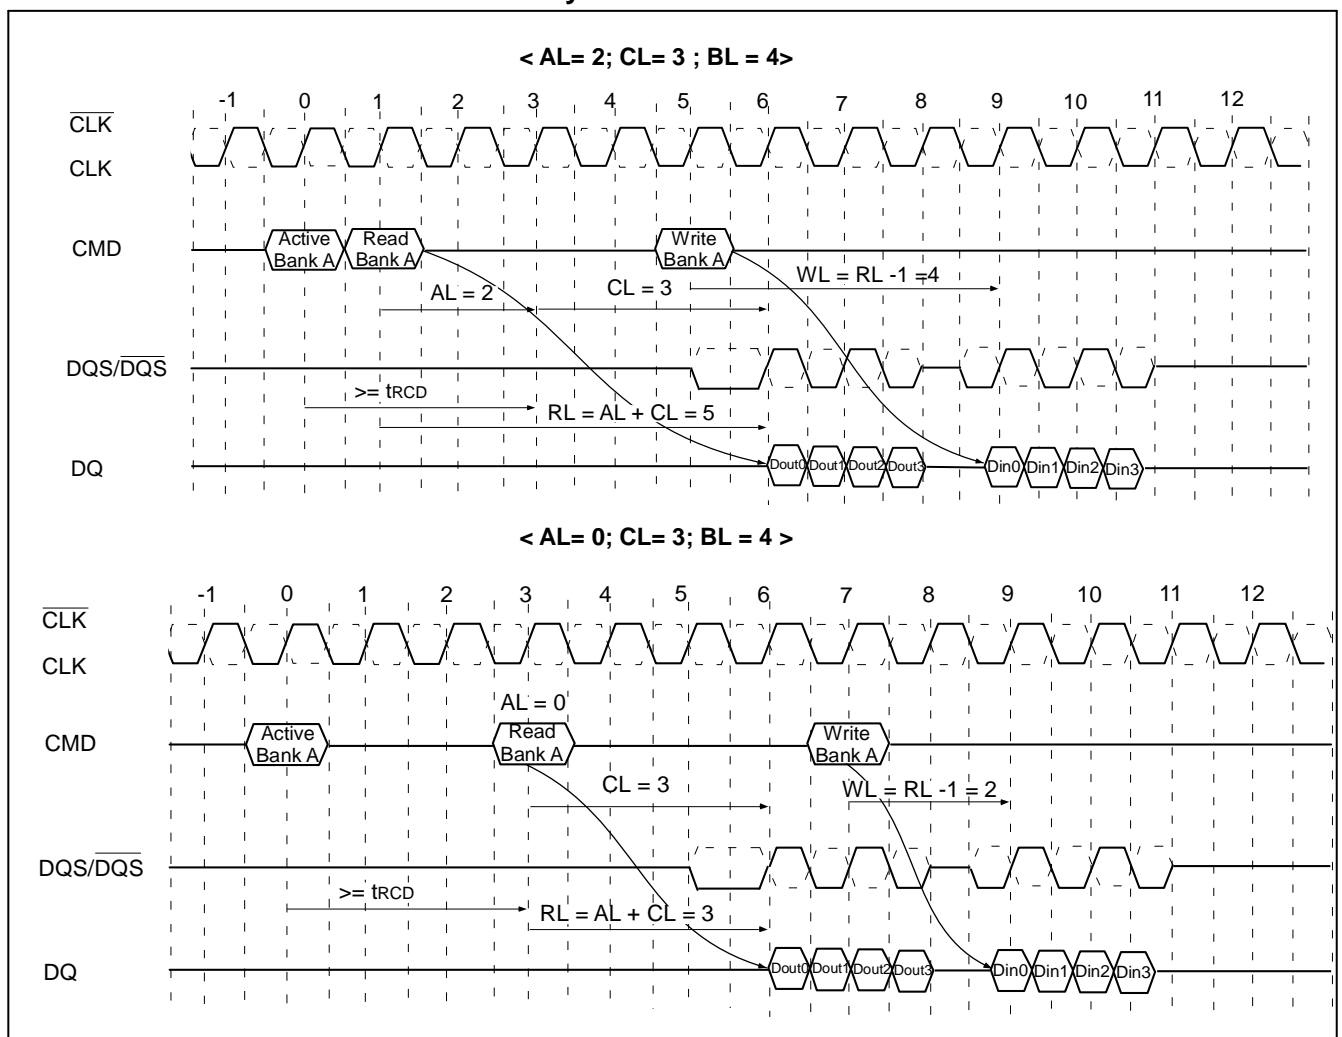 < AL= 2; CL= 3 ; BL = 4>
-1 0 1 2 3 4 5 6 7 8 9 10 11 12
CLK
CLK
CMD
Active
Bank A
Read
Bank A
Write
Bank A
WL = RL -1 =4
AL = 2
CL = 3
DQS/DQS
>= tRCD
RL = AL + CL = 5
DQ
Dout0 Dout1 Dout2 Dout3
Din0 Din1 Din2 Din3
< AL= 0; CL= 3; BL = 4 >
-1 0 1 2 3 4 5 6 7 8 9 10 11 12
CLK
CLK
AL = 0
CMD
Active
Bank A
Read
Bank A
Write
Bank A
CL = 3
WL = RL -1 = 2
DQS/DQS
>= tRCD
RL = AL + CL = 3
DQ
Dout0 Dout1 Dout2 Dout3
Din0 Din1 Din2 Din3